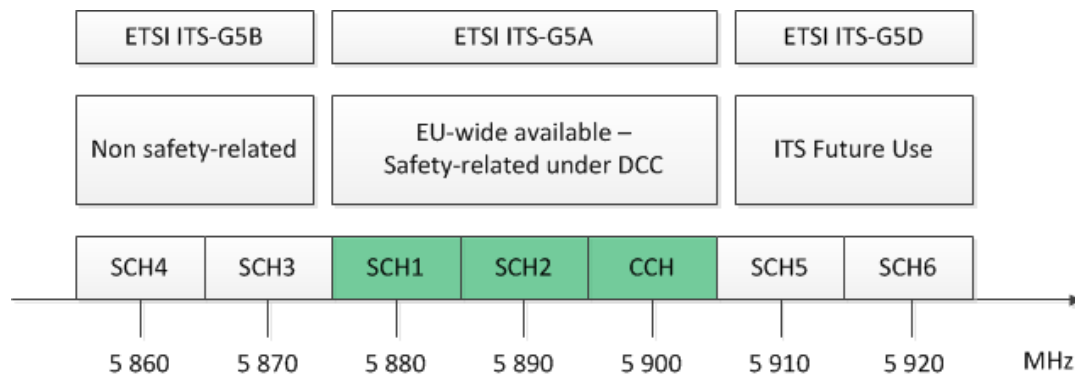 ETSI ITS-G5B
ETSI ITS-G5A
ETSI ITS-G5D
Non safety-related
EU-wide available –
Safety-related under DCC
ITS Future Use
SCH4
SCH3
SCH1
SCH2
CCH
SCH5
SCH6
5 860
5 870
5 880
5 890
5 900
5 910
5 920
MHz